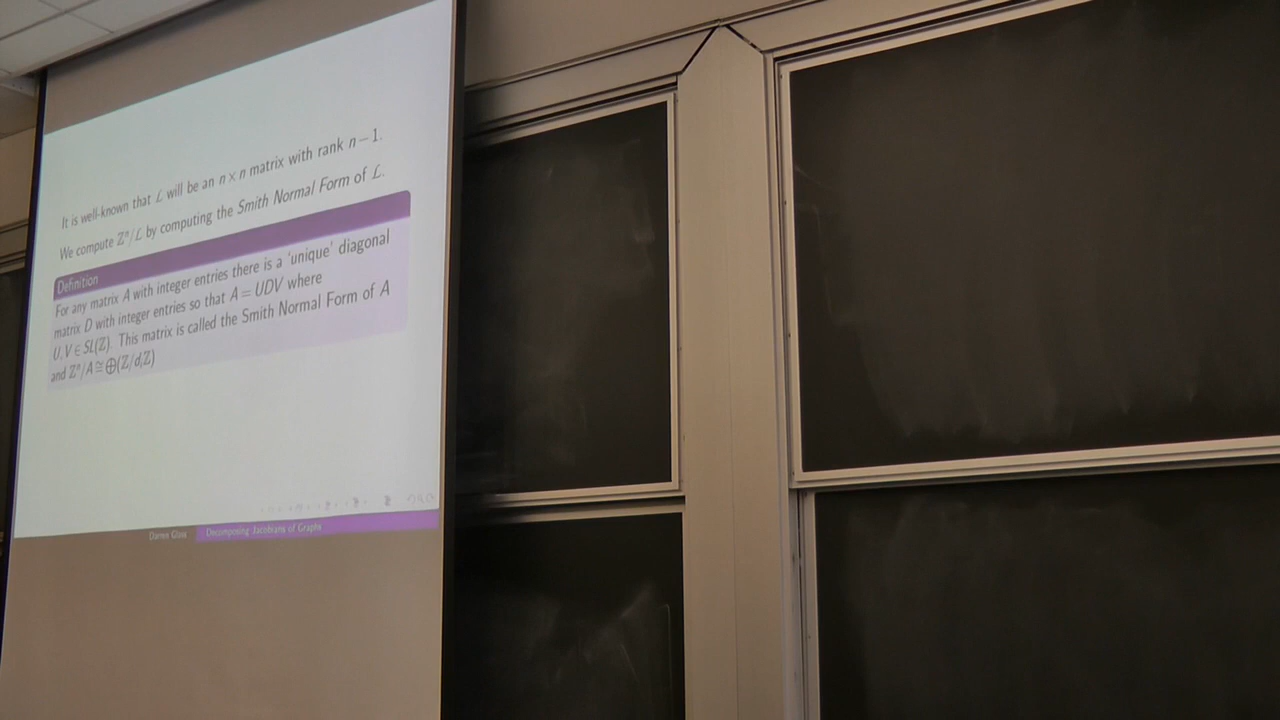 It is well-known that ℒ will be an n × n matrix with rank n − 1.
We compute ℤⁿ/ℒ by computing the Smith Normal Form of ℒ.
Definition
For any matrix A with integer entries there is a 'unique' diagonal
matrix D with integer entries so that A = UDV where
U, V ∈ SL(ℤ). This matrix is called the Smith Normal Form of A
and ℤⁿ/A ≅ ⊕(ℤ/dᵢℤ)
Darren Glass Decomposing Jacobians of Graphs